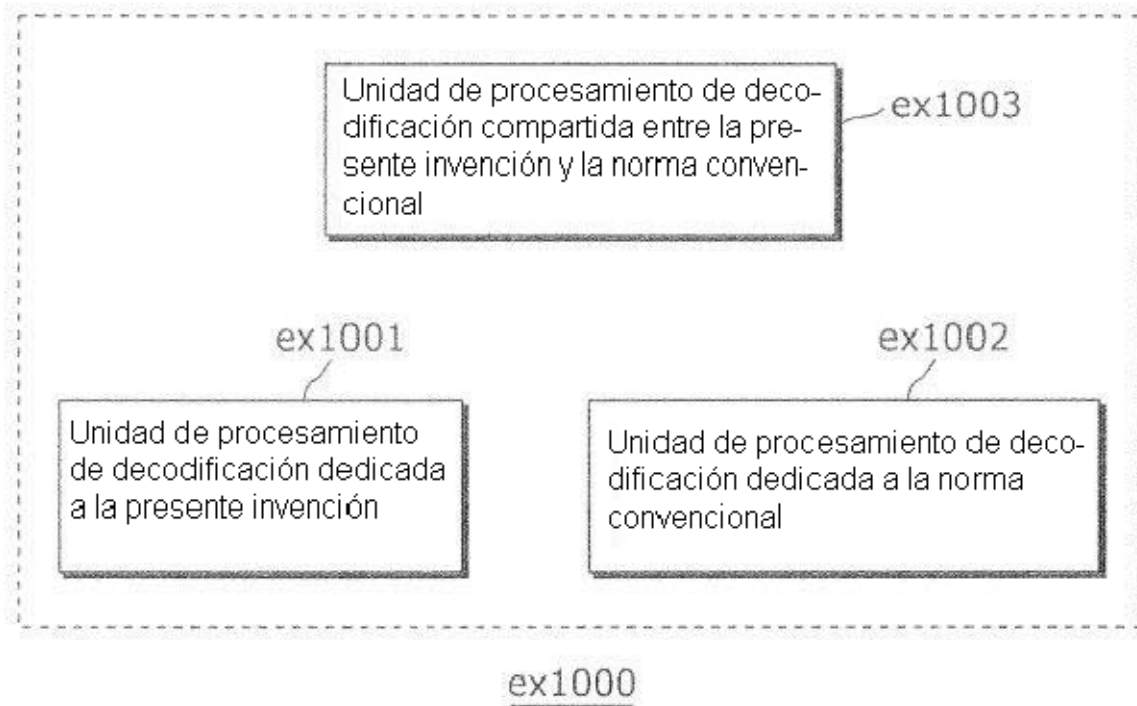 Unidad de procesamiento de deco-
dificación compartida entre la pre-
sente invención y la norma conven-
cional
ex1003
ex1001
ex1002
Unidad de procesamiento
de decodificación dedicada
a la presente invención
Unidad de procesamiento de deco-
dificación dedicada a la norma
convencional
ex1000